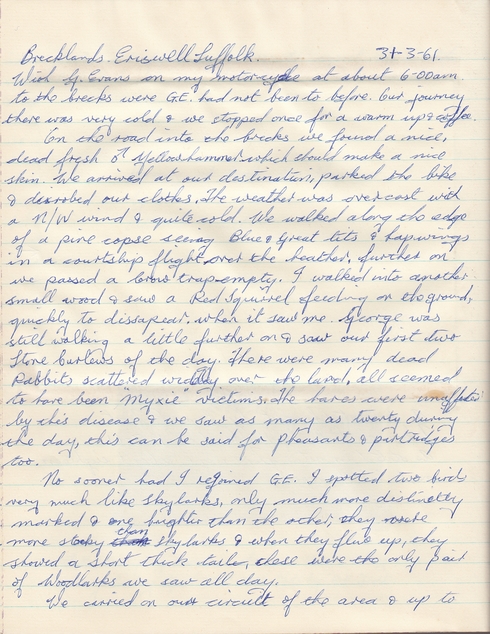 Brecklands. Eriswell Suffolk. 31-3-61.
With G. Evans on my motorcycle at about 6.00am
to the brecks were G.E. had not been to before. Our journey
there was very cold & we stopped once for a warm up & coffee.
On the road into the brecks we found a nice,
dead fresh ♂ Yellowhammer which should make a nice
skin. We arrived at our destination, parked the bike
& disrobed our clothes. The weather was overcast with
a N/W wind & quite cold. We walked along the edge
of a pine copse seeing Blue & Great tits & Lapwings
in a courtship flight over the heather, further on
we passed a Crow trap-empty. I walked into another
small wood & saw a Red Squirrel feeding on the ground,
quickly to dissapear, when it saw me. George was
still walking a little further on & saw our first two
Stone Curlews of the day. There were many dead
Rabbits scattered widely over the land, all seemed
to have been "Myxie" victims. The hares were unaffected
by this disease & we saw as many as twenty during
the day, this can be said for pheasants & partridges
too.
No sooner had I rejoined G.E. I spotted two birds
very much like skylarks, only much more distinctly
marked & one brighter than the other, they were
more stocky than skylarks & when they flue up, they
showed a short thick tail, these were the only pair
of Woodlarks we saw all day.
We carried on our circuit of the area & up to